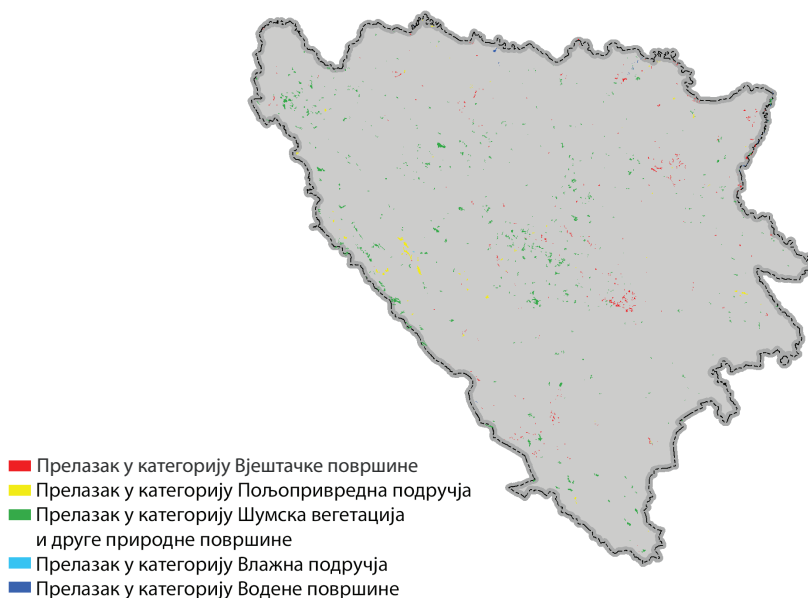 Прелазак у категорију Вјештачке површине
Прелазак у категорију Пољопривредна подручја
Прелазак у категорију Шумска вегетација
и друге природне површине
Прелазак у категорију Влажна подручја
Прелазак у категорију Водене површине